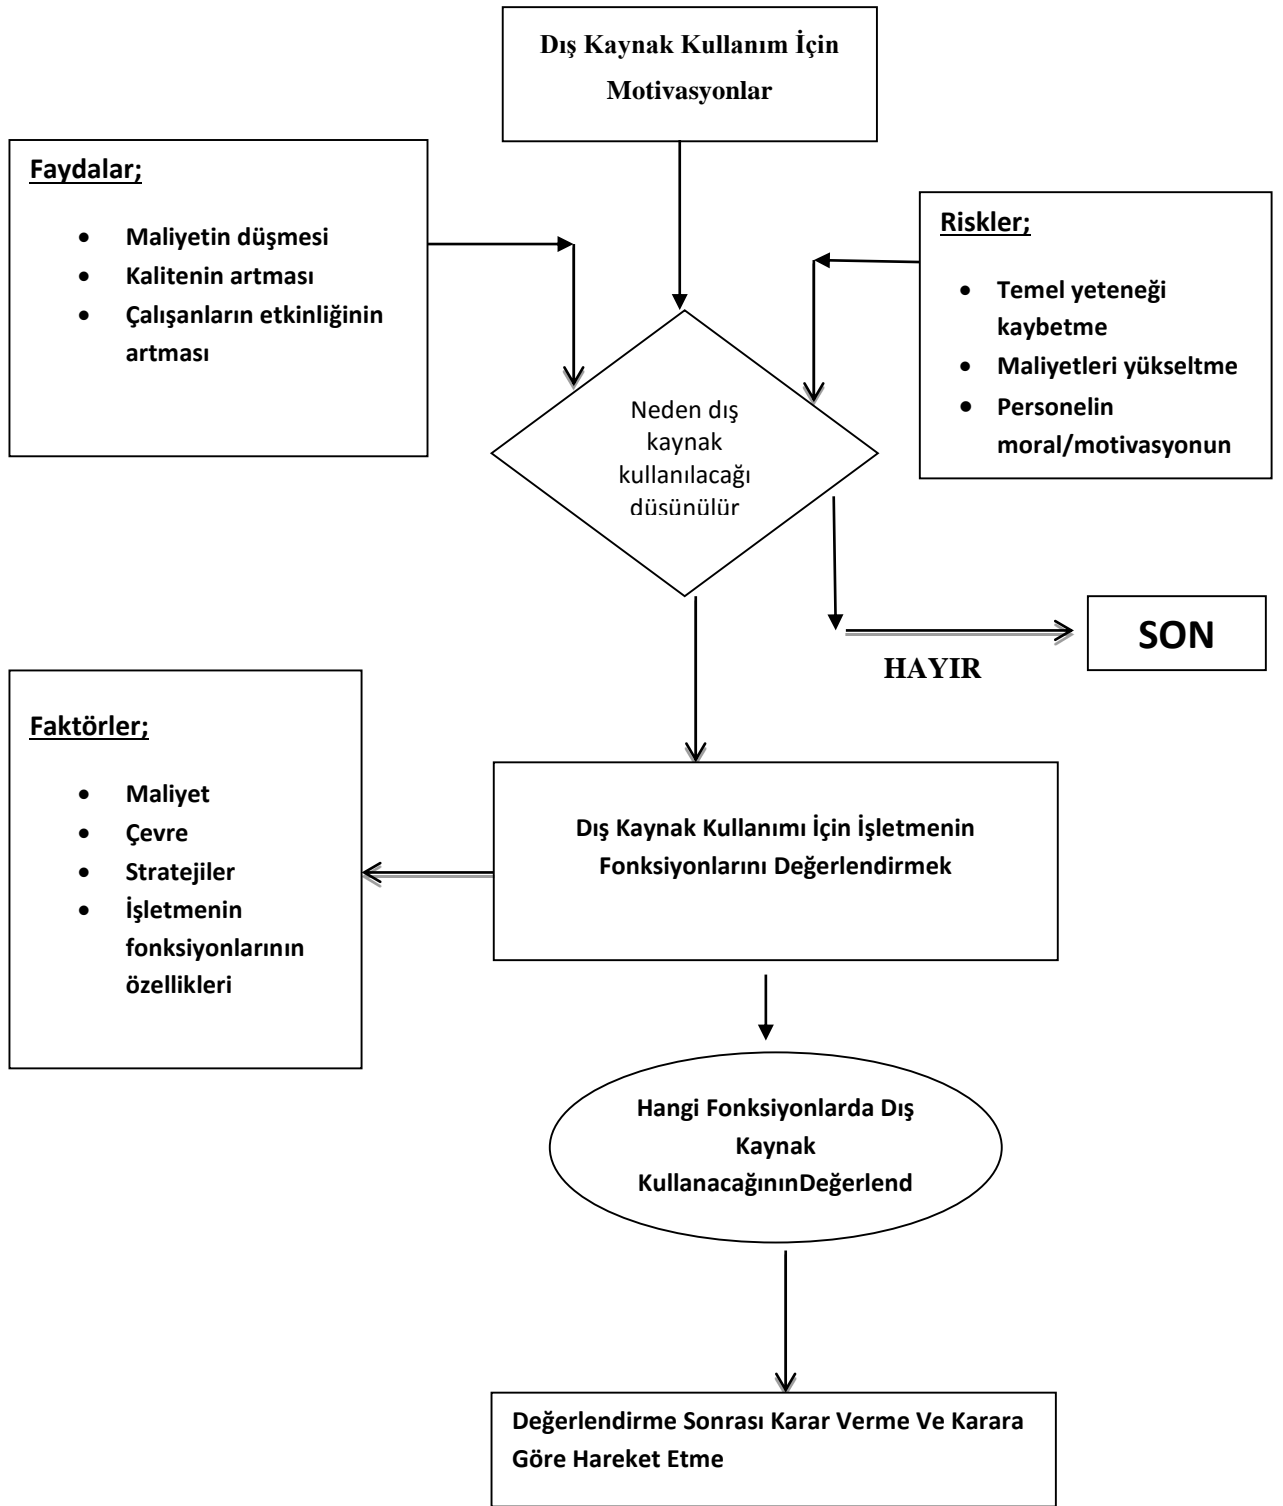 Dış Kaynak Kullanım İçin
Motivasyonlar
Faydalar;
• Maliyetin düşmesi
• Kalitenin artması
• Çalışanların etkinliğinin
artması
Riskler;
• Temel yeteneği
kaybetme
• Maliyetleri yükseltme
• Personelin
moral/motivasyonun
Neden dış
kaynak
kullanılacağı
düşünülür
SON
HAYIR
Faktörler;
• Maliyet
• Çevre
• Stratejiler
• İşletmenin
fonksiyonlarının
özellikleri
Dış Kaynak Kullanımı İçin İşletmenin
Fonksiyonlarını Değerlendirmek
Hangi Fonksiyonlarda Dış
Kaynak
KullanacağınınDeğerlend
Değerlendirme Sonrası Karar Verme Ve Karara
Göre Hareket Etme